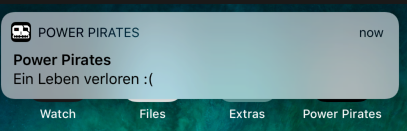 POWER PIRATES now
Power Pirates
Ein Leben verloren :(
Watch Files Extras Power Pirates